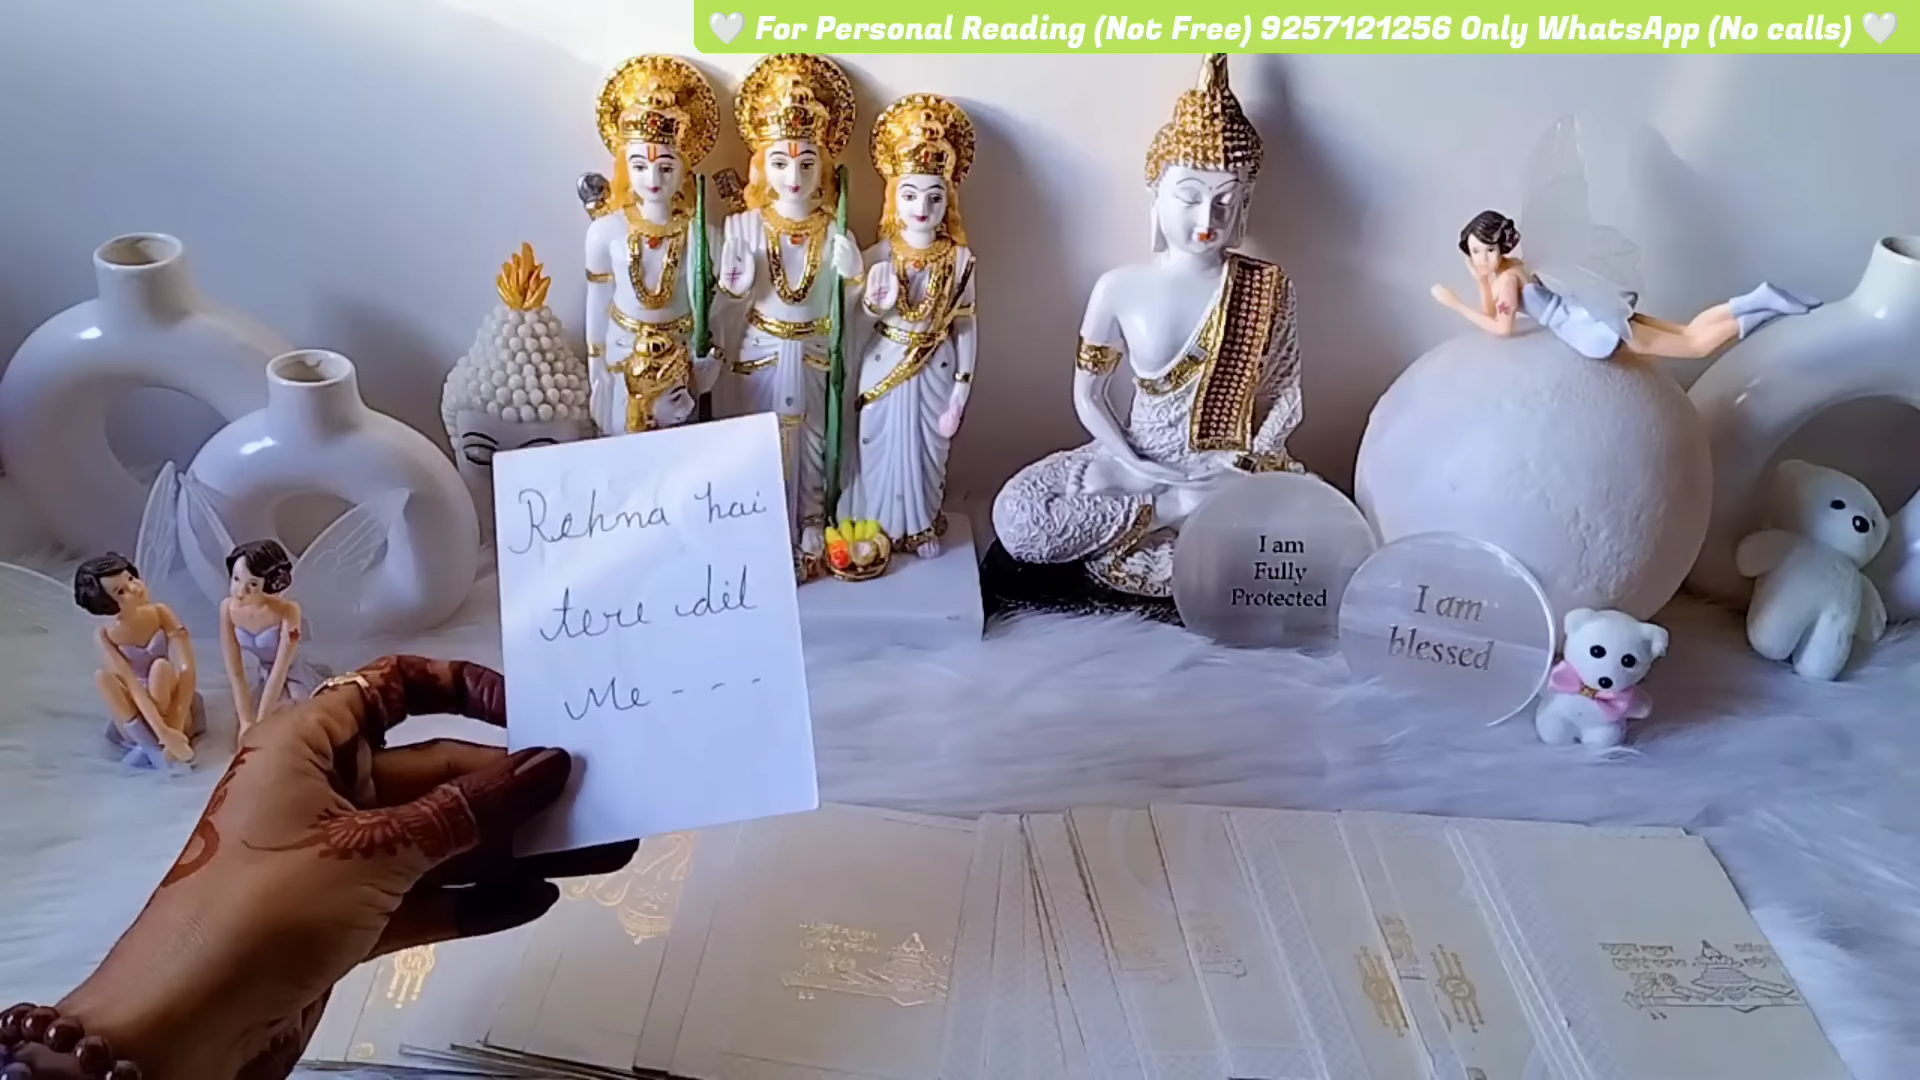 🤍 For Personal Reading (Not Free) 9257121256 Only WhatsApp (No calls) 🤍
Rehna hai
tere dil
Me - - -
I am
Fully
Protected
I am
blessed